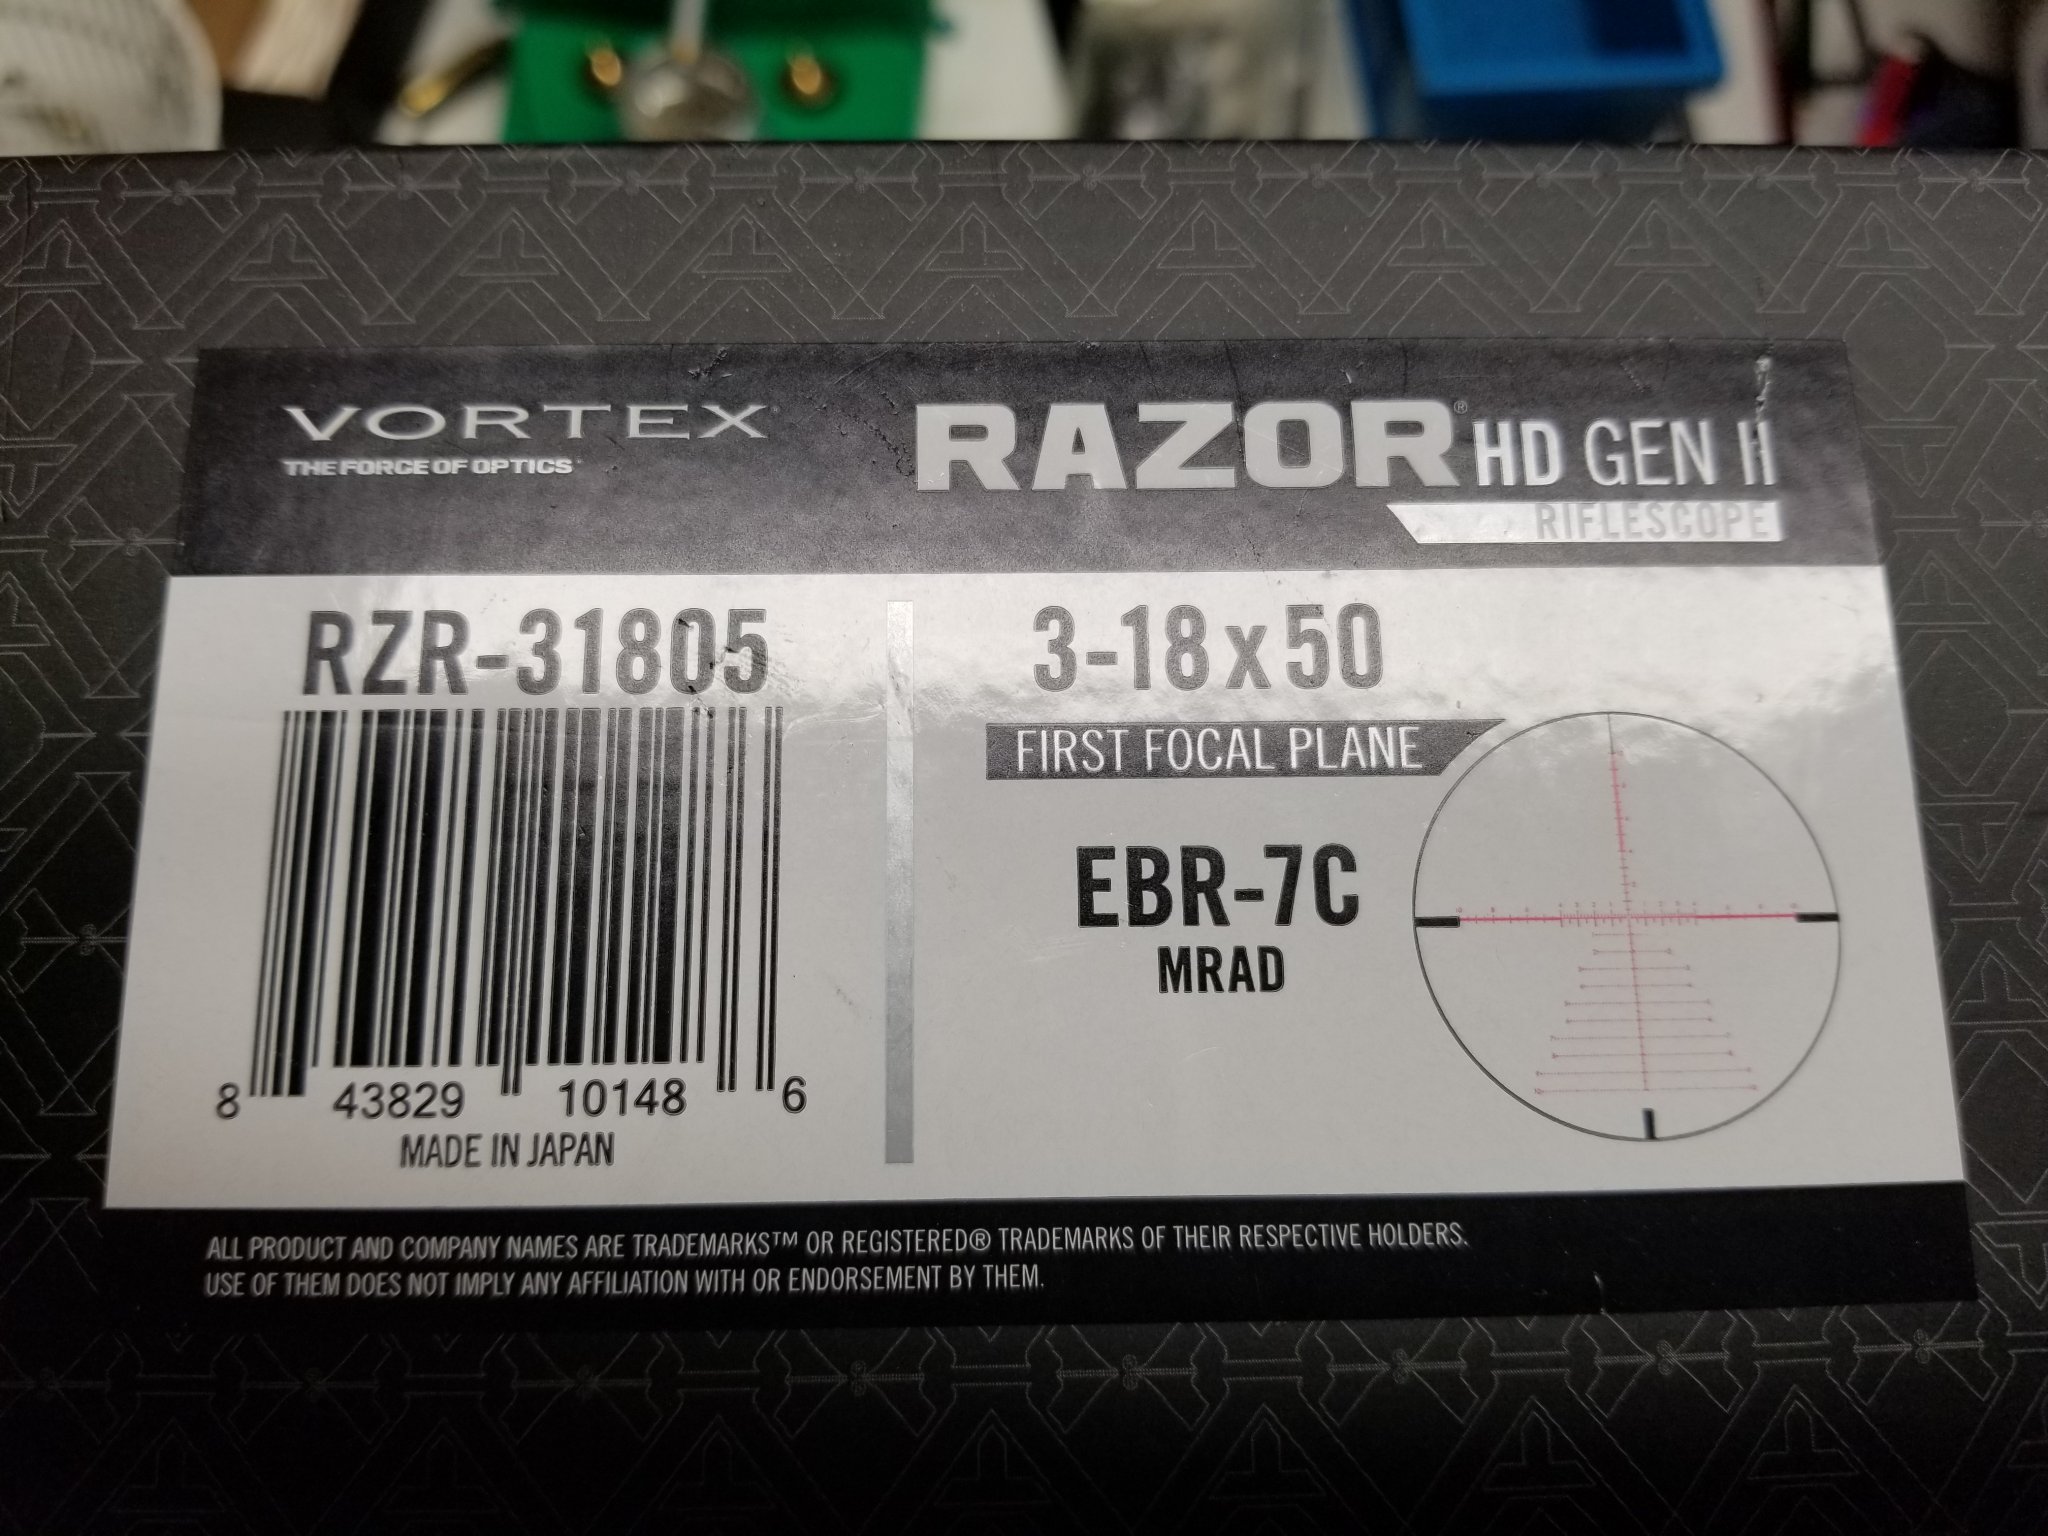 VORTEX
THE FORCE OF OPTICS
RAZOR® HD GEN II
RIFLESCOPE
RZR-31805
8 43829 10148 6
MADE IN JAPAN
3-18x50
FIRST FOCAL PLANE
EBR-7C
MRAD
ALL PRODUCT AND COMPANY NAMES ARE TRADEMARKS™ OR REGISTERED® TRADEMARKS OF THEIR RESPECTIVE HOLDERS.
USE OF THEM DOES NOT IMPLY ANY AFFILIATION WITH OR ENDORSEMENT BY THEM.